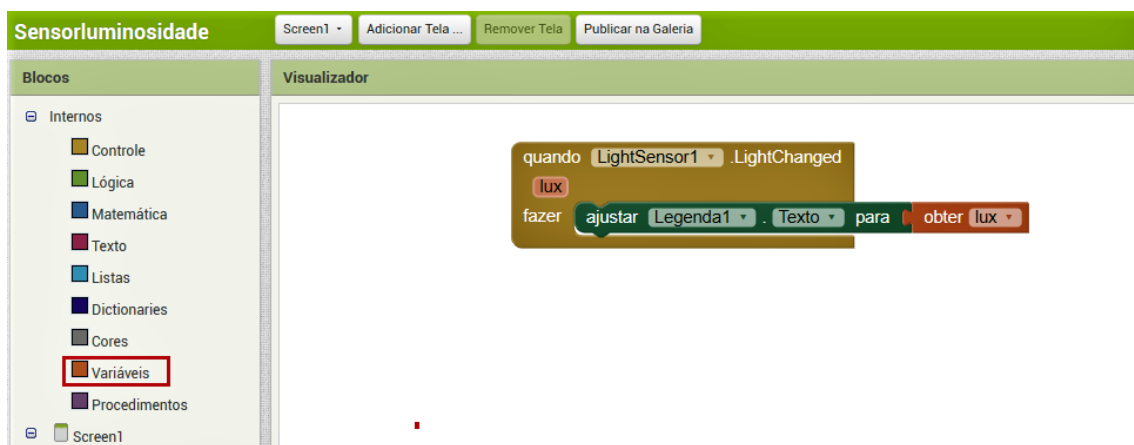 Sensorluminosidade
Screen1
Adicionar Tela ...
Remover Tela
Publicar na Galeria
Blocos
Visualizador
Internos
Controle
Lógica
Matemática
Texto
Listas
Dictionaries
Cores
Variáveis
Procedimentos
Screen1
quando LightSensor1 .LightChanged
lux
fazer ajustar Legenda1 . Texto para obter lux